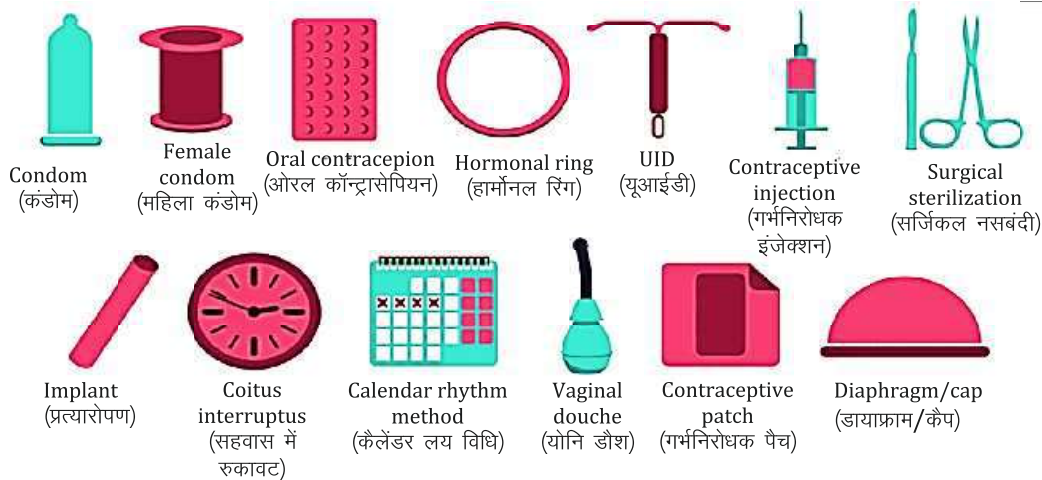 Condom
(कंडोम)
Female
condom
(महिला कंडोम)
Oral contracepion
(ओरल कॉन्ट्रासेपियन)
Hormonal ring
(हार्मोनल रिंग)
UID
(यूआईडी)
Contraceptive
injection
(गर्भनिरोधक
इंजेक्शन)
Surgical
sterilization
(सर्जिकल नसबंदी)
Implant
(प्रत्यारोपण)
Coitus
interruptus
(सहवास में
रुकावट)
Calendar rhythm
method
(कैलेंडर लय विधि)
Vaginal
douche
(योनि डौश)
Contraceptive
patch
(गर्भनिरोधक पैच)
Diaphragm/cap
(डायाफ्राम/कैप)